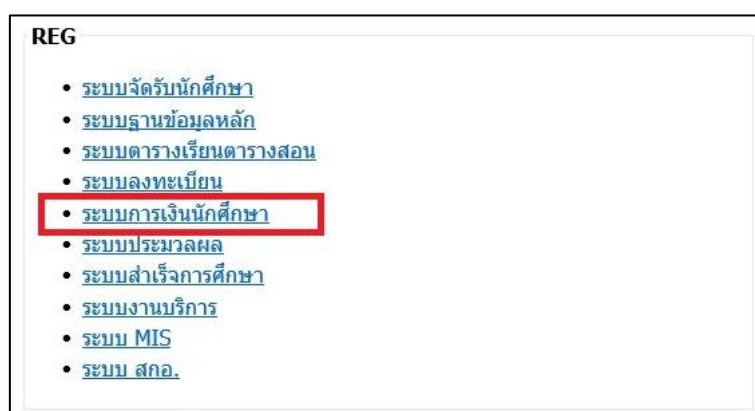 REG
• ระบบจัดรับนักศึกษา
• ระบบฐานข้อมูลหลัก
• ระบบตารางเรียนตารางสอน
• ระบบลงทะเบียน
• ระบบการเงินนักศึกษา
• ระบบประมวลผล
• ระบบสำเร็จการศึกษา
• ระบบงานบริการ
• ระบบ MIS
• ระบบ สกอ.